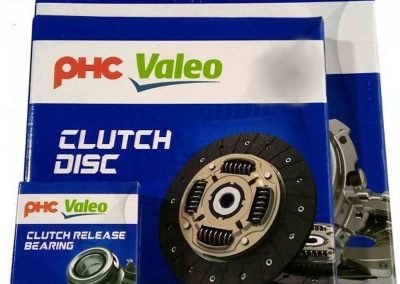 PHC Valeo
CLUTCH
DISC
PHC Valeo
CLUTCH RELEASE
BEARING